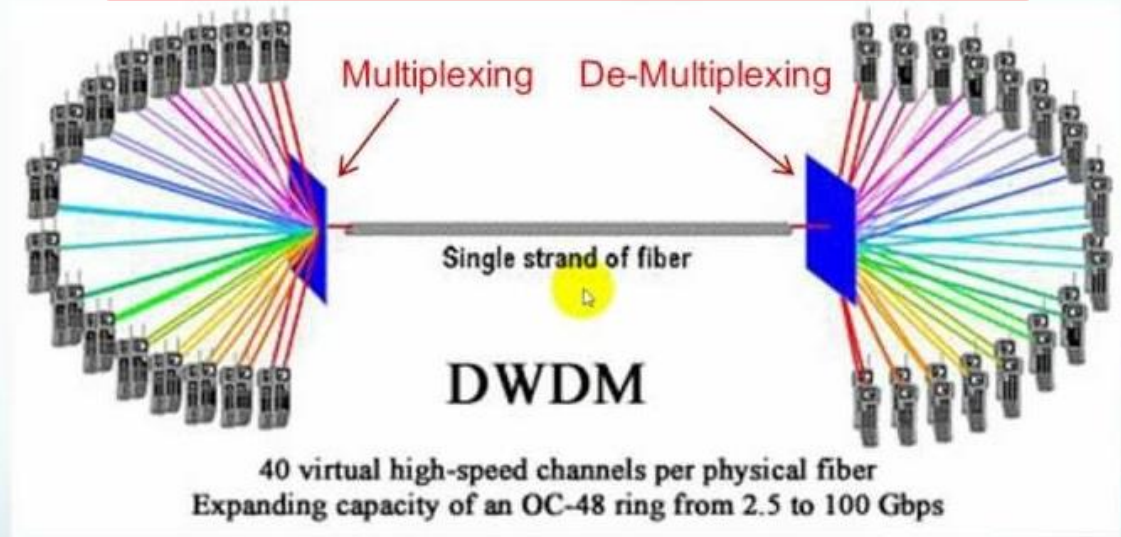 Multiplexing De-Multiplexing
Single strand of fiber
DWDM
40 virtual high-speed channels per physical fiber
Expanding capacity of an OC-48 ring from 2.5 to 100 Gbps